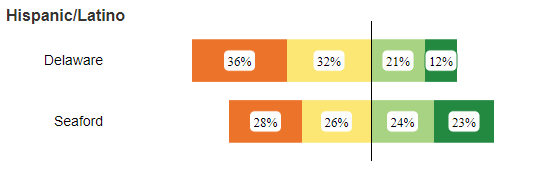 Hispanic/Latino
Delaware 36% 32% 21% 12%
Seaford 28% 26% 24% 23%